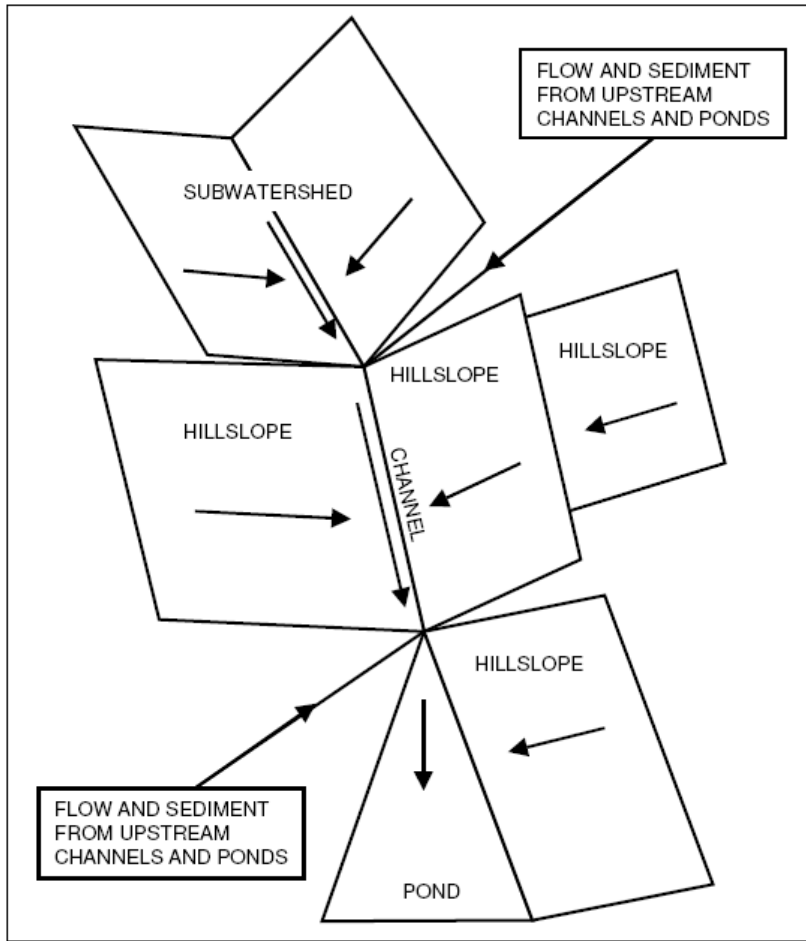 FLOW AND SEDIMENT
FROM UPSTREAM
CHANNELS AND PONDS
SUBWATERSHED
HILLSLOPE
HILLSLOPE
HILLSLOPE
CHANNEL
HILLSLOPE
FLOW AND SEDIMENT
FROM UPSTREAM
CHANNELS AND PONDS
POND